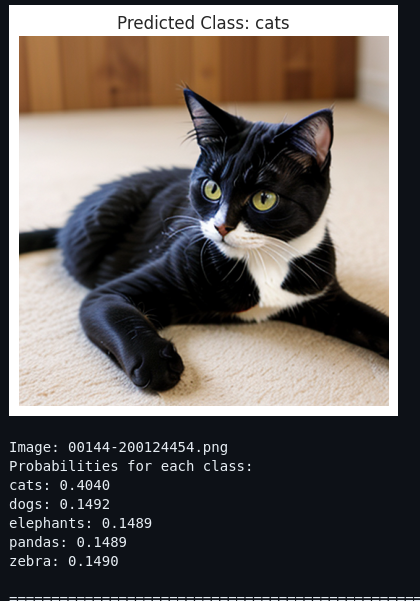 Predicted Class: cats
Image: 00144-200124454.png
Probabilities for each class:
cats: 0.4040
dogs: 0.1492
elephants: 0.1489
pandas: 0.1489
zebra: 0.1490
==================================================